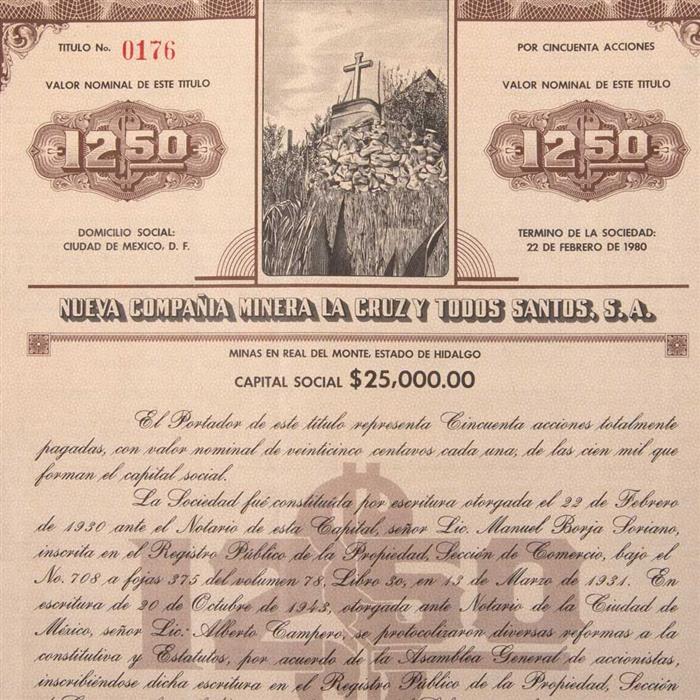 TITULO No. 0176
VALOR NOMINAL DE ESTE TITULO
12$50
DOMICILIO SOCIAL:
CIUDAD DE MEXICO, D. F.
POR CINCUENTA ACCIONES
VALOR NOMINAL DE ESTE TITULO
12$50
TERMINO DE LA SOCIEDAD:
22 DE FEBRERO DE 1980
NUEVA COMPAÑIA MINERA LA CRUZ Y TODOS SANTOS, S.A.
MINAS EN REAL DEL MONTE, ESTADO DE HIDALGO
CAPITAL SOCIAL $25,000.00
El Portador de este título representa Cincuenta acciones totalmente
pagadas, con valor nominal de veinticinco centavos cada una, de las cien mil que
forman el capital social.
La Sociedad fué constituída por escritura otorgada el 22 de Febrero
de 1930 ante el Notario de esta Capital, señor Lic. Manuel Borja Soriano,
inscrita en el Registro Público de la Propiedad, Sección de Comercio, bajo el
No. 708 a fojas 375 del volumen 78, Libro 3o, en 13 de Marzo de 1931. En
escritura de 20 de Octubre de 1943, otorgada ante Notario de la Ciudad de
México, señor Lic. Alberto Campero, se protocolizaron diversas reformas a la
constitutiva y Estatutos, por acuerdo de la Asamblea General de accionistas,
inscribiéndose dicha escritura en el Registro Público de la Propiedad, Sección
12$50